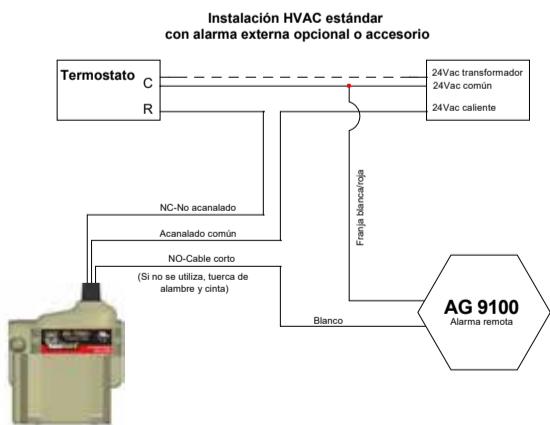 Instalación HVAC estándar
con alarma externa opcional o accesorio
Termostato
C
R
24Vac transformador
24Vac común
24Vac caliente
NC-No acanalado
Acanalado común
NO-Cable corto
(Si no se utiliza, tuerca de
alambre y cinta)
Franja blanca/roja
Blanco
AG 9100
Alarma remota